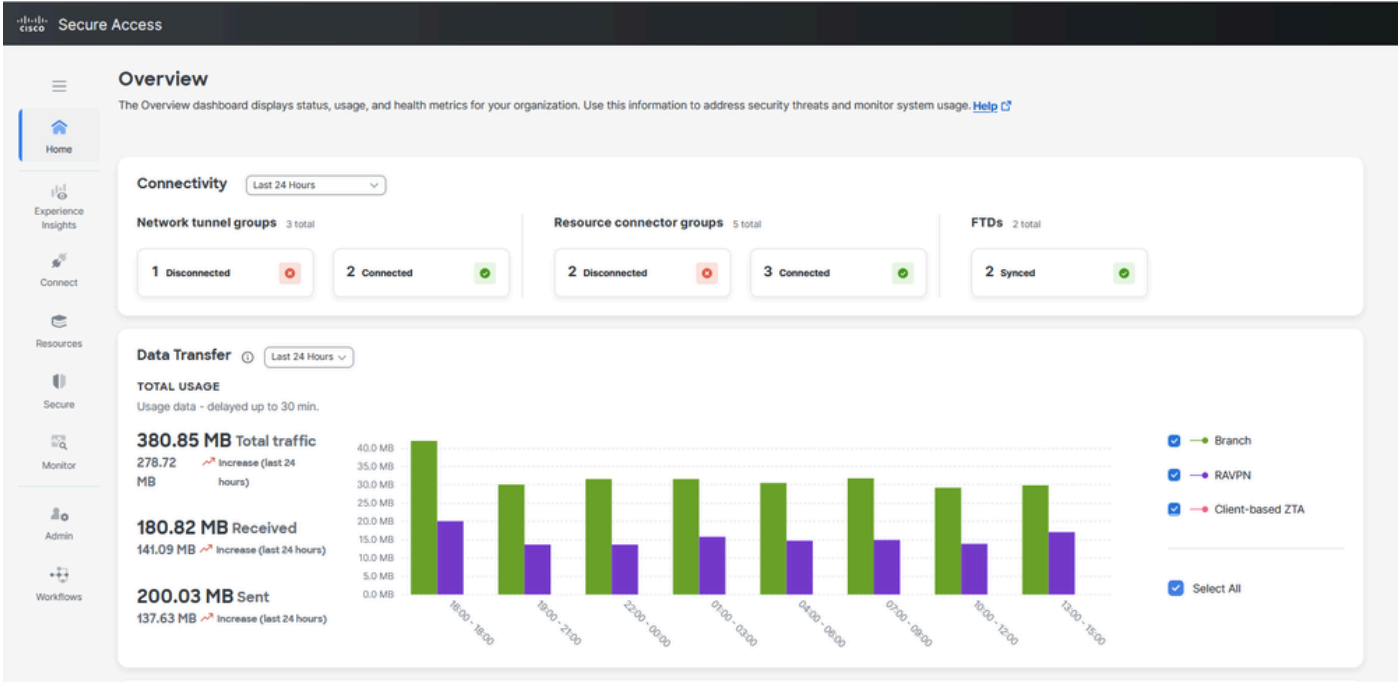 cisco Secure Access
Overview
The Overview dashboard displays status, usage, and health metrics for your organization. Use this information to address security threats and monitor system usage. Help
Home
Experience
Insights
Connect
Resources
Secure
Monitor
Admin
Workflows
Connectivity Last 24 Hours
Network tunnel groups 3 total
1 Disconnected
2 Connected
Resource connector groups 5 total
2 Disconnected
3 Connected
FTDs 2 total
2 Synced
Data Transfer Last 24 Hours
TOTAL USAGE
Usage data - delayed up to 30 min.
380.85 MB Total traffic
278.72 Increase (last 24
MB hours)
180.82 MB Received
141.09 MB Increase (last 24 hours)
200.03 MB Sent
137.63 MB Increase (last 24 hours)
40.0 MB
35.0 MB
30.0 MB
25.0 MB
20.0 MB
15.0 MB
10.0 MB
5.0 MB
0.0 MB
16:00 - 18:00
19:00 - 21:00
22:00 - 00:00
01:00 - 03:00
04:00 - 06:00
07:00 - 09:00
10:00 - 12:00
13:00 - 15:00
Branch
RAVPN
Client-based ZTA
Select All